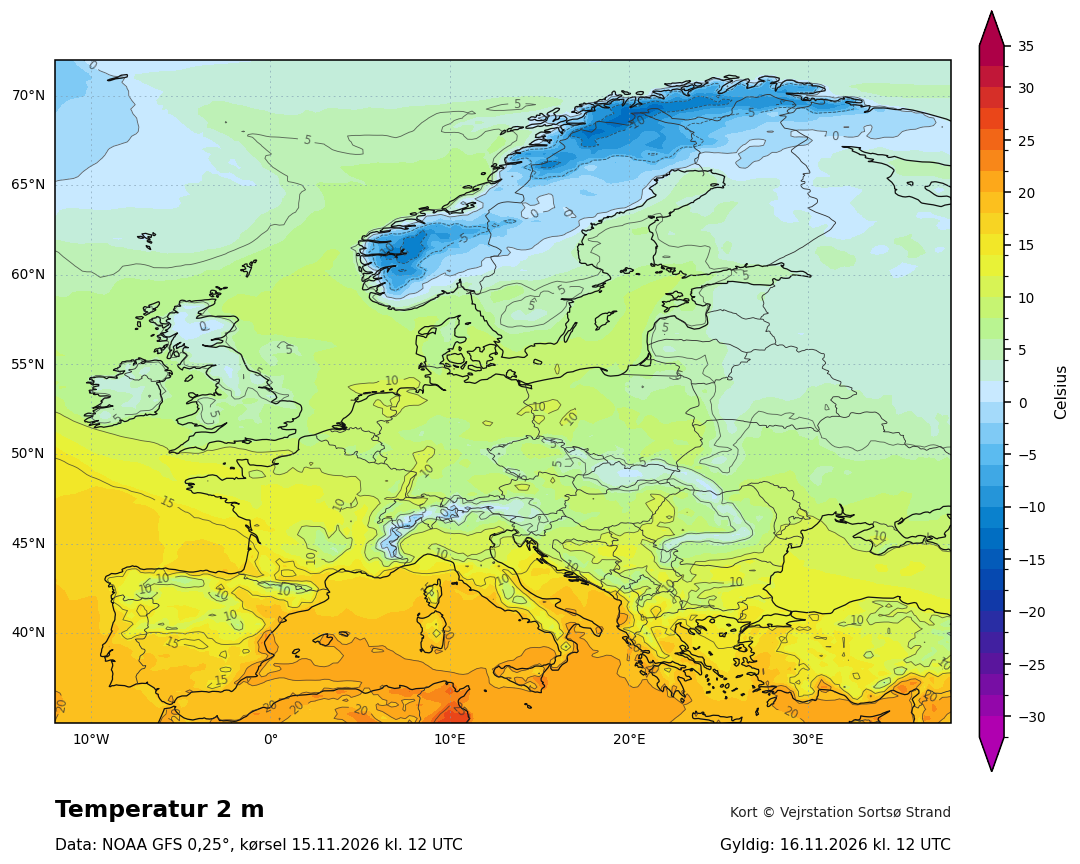 70°N
65°N
60°N
55°N
50°N
45°N
40°N
10°W
0°
10°E
20°E
30°E
35
30
25
20
15
10
5
0
−5
−10
−15
−20
−25
−30
Celsius
Temperatur 2 m
Kort © Vejrstation Sortsø Strand
Data: NOAA GFS 0,25°, kørsel 15.11.2026 kl. 12 UTC
Gyldig: 16.11.2026 kl. 12 UTC